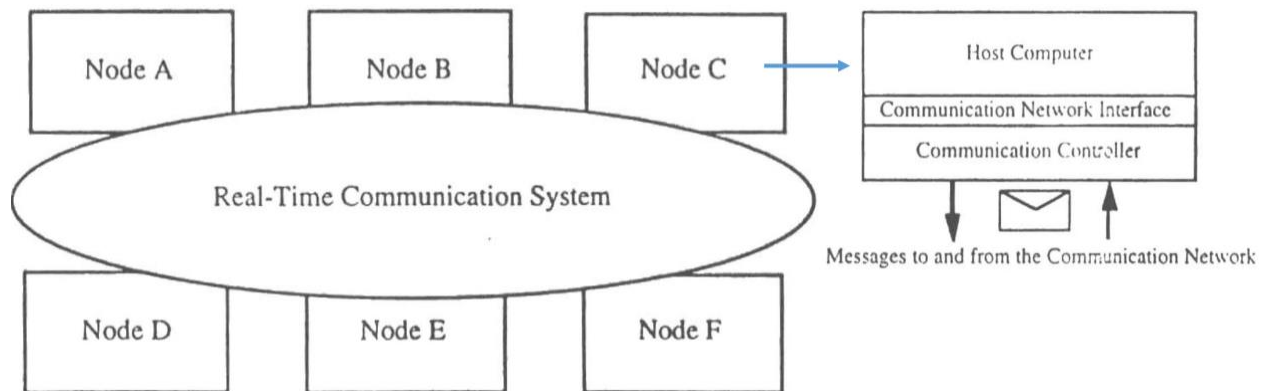 Node A
Node B
Node C
Host Computer
Communication Network Interface
Communication Controller
Real-Time Communication System
Messages to and from the Communication Network
Node D
Node E
Node F